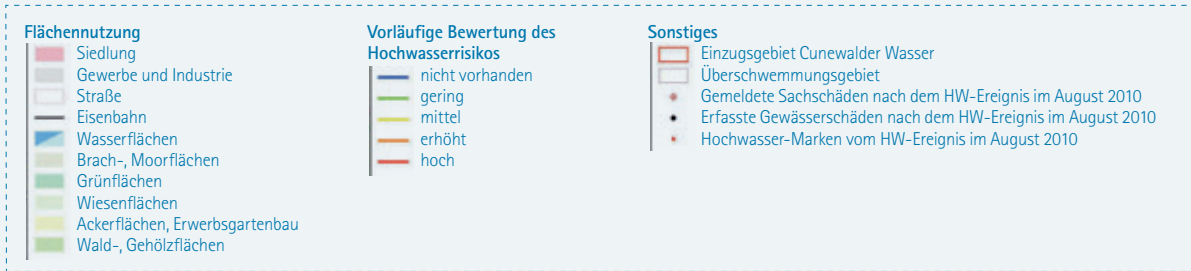 Flächennutzung
Siedlung
Gewerbe und Industrie
Straße
Eisenbahn
Wasserflächen
Brach-, Moorflächen
Grünflächen
Wiesenflächen
Ackerflächen, Erwerbsgartenbau
Wald-, Gehölzflächen
Vorläufige Bewertung des
Hochwasserrisikos
nicht vorhanden
gering
mittel
erhöht
hoch
Sonstiges
Einzugsgebiet Cunewalder Wasser
Überschwemmungsgebiet
Gemeldete Sachschäden nach dem HW-Ereignis im August 2010
Erfasste Gewässerschäden nach dem HW-Ereignis im August 2010
Hochwasser-Marken vom HW-Ereignis im August 2010